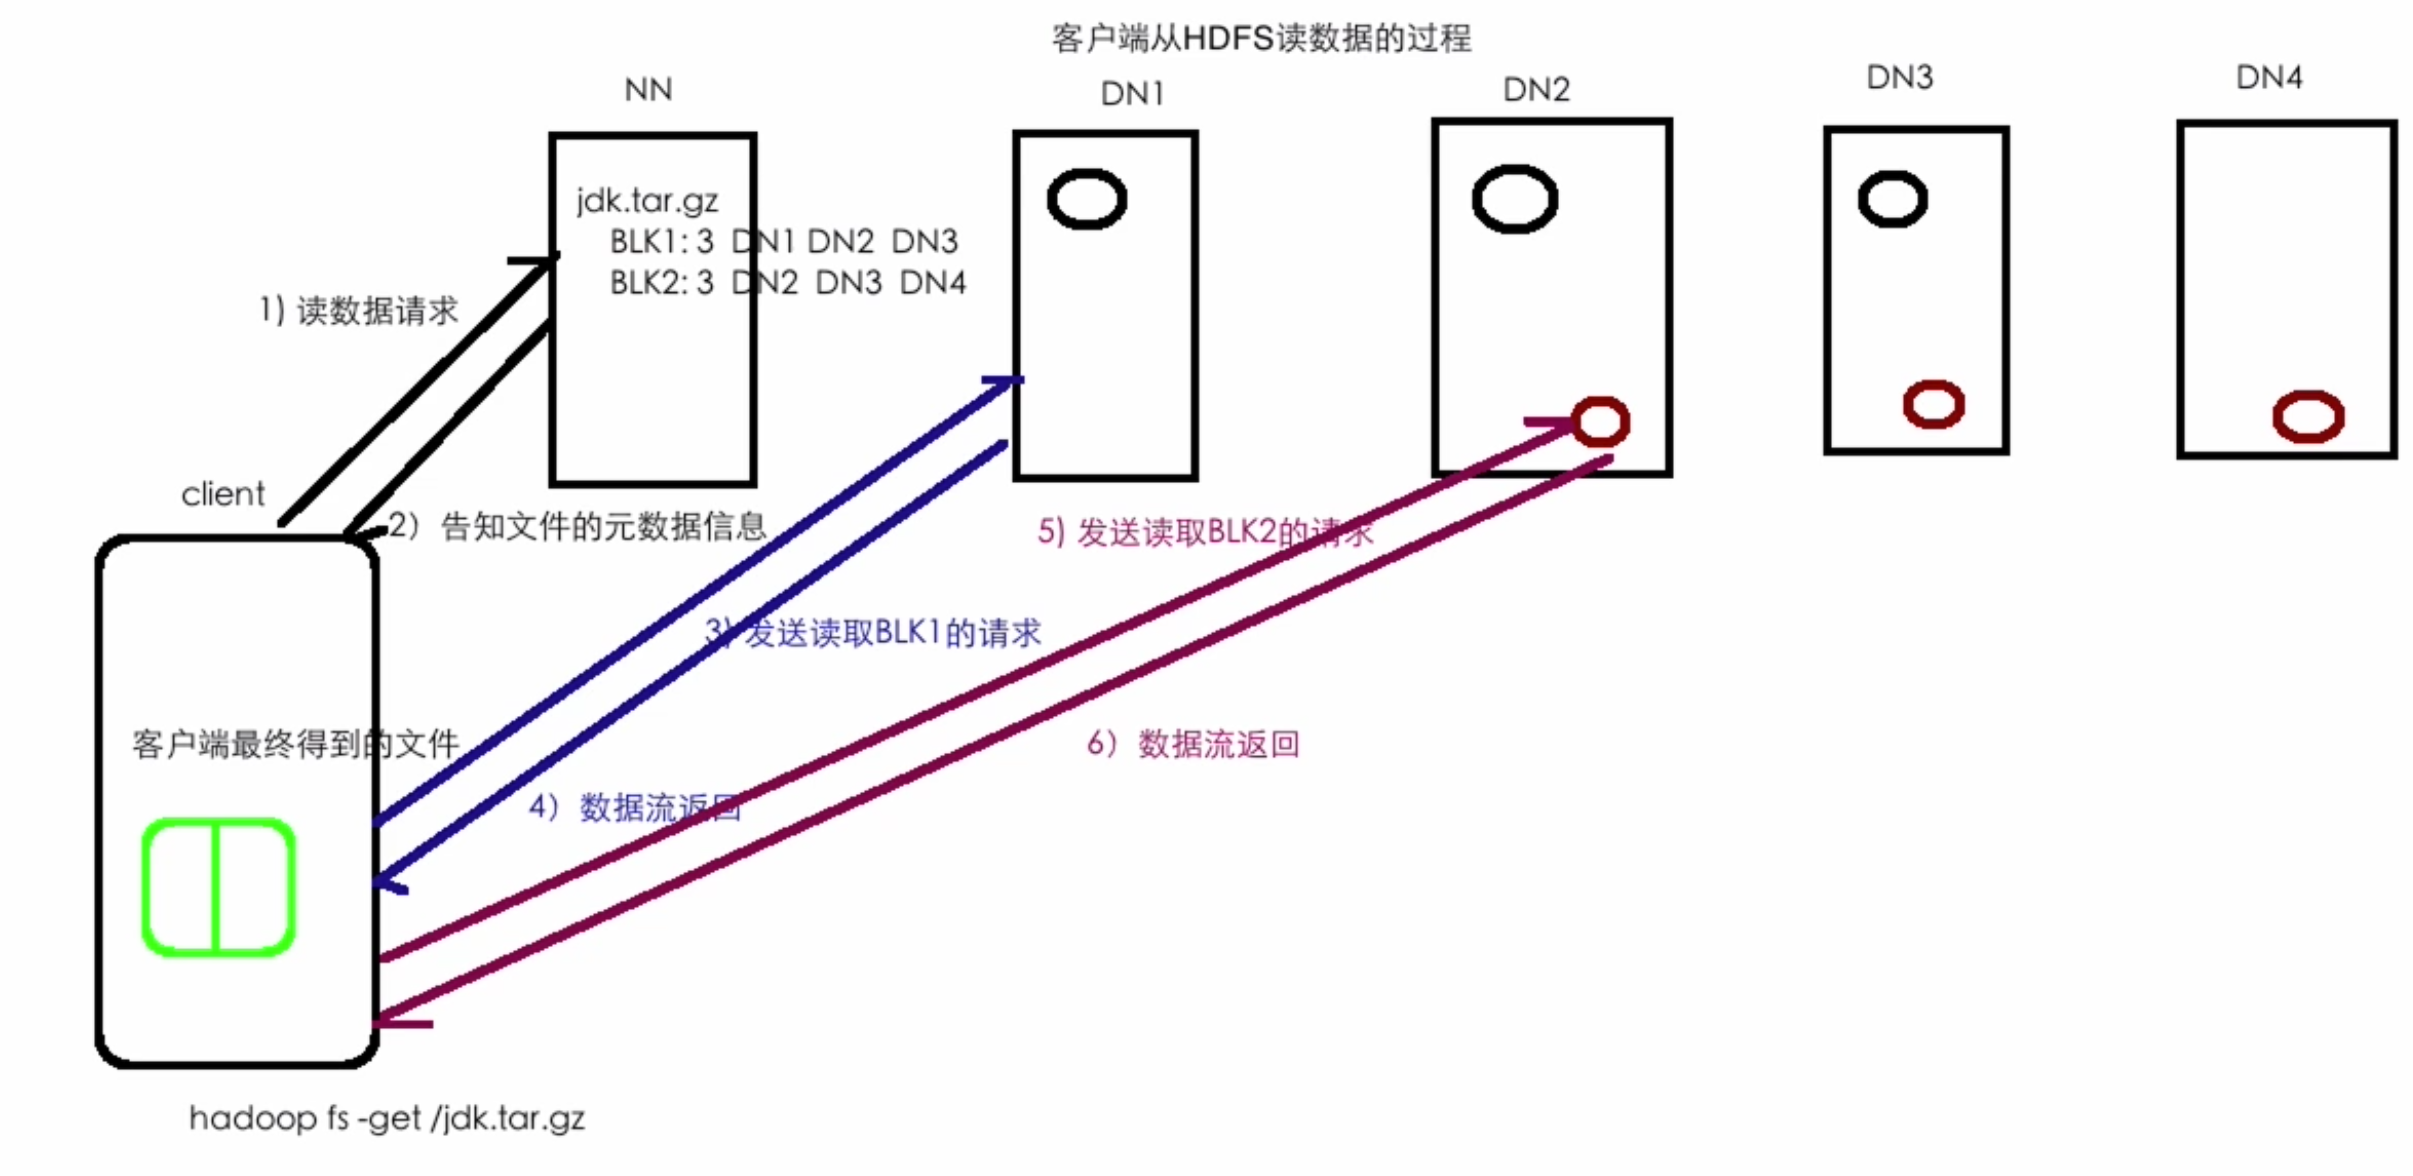 客户端从HDFS读数据的过程
NN
DN1
DN2
DN3
DN4
jdk.tar.gz
BLK1: 3 DN1 DN2 DN3
BLK2: 3 DN2 DN3 DN4
1) 读数据请求
client
2）告知文件的元数据信息
5) 发送读取BLK2的请求
3) 发送读取BLK1的请求
客户端最终得到的文件
6）数据流返回
4）数据流返回
hadoop fs -get /jdk.tar.gz